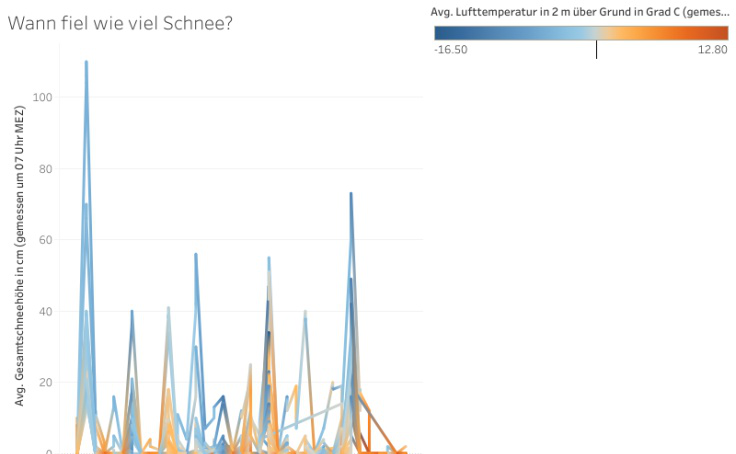 Wann fiel wie viel Schnee?
Avg. Lufttemperatur in 2 m über Grund in Grad C (gemes...
-16.50 12.80
Avg. Gesamtschneehöhe in cm (gemessen um 07 Uhr MEZ)
100
80
60
40
20
0